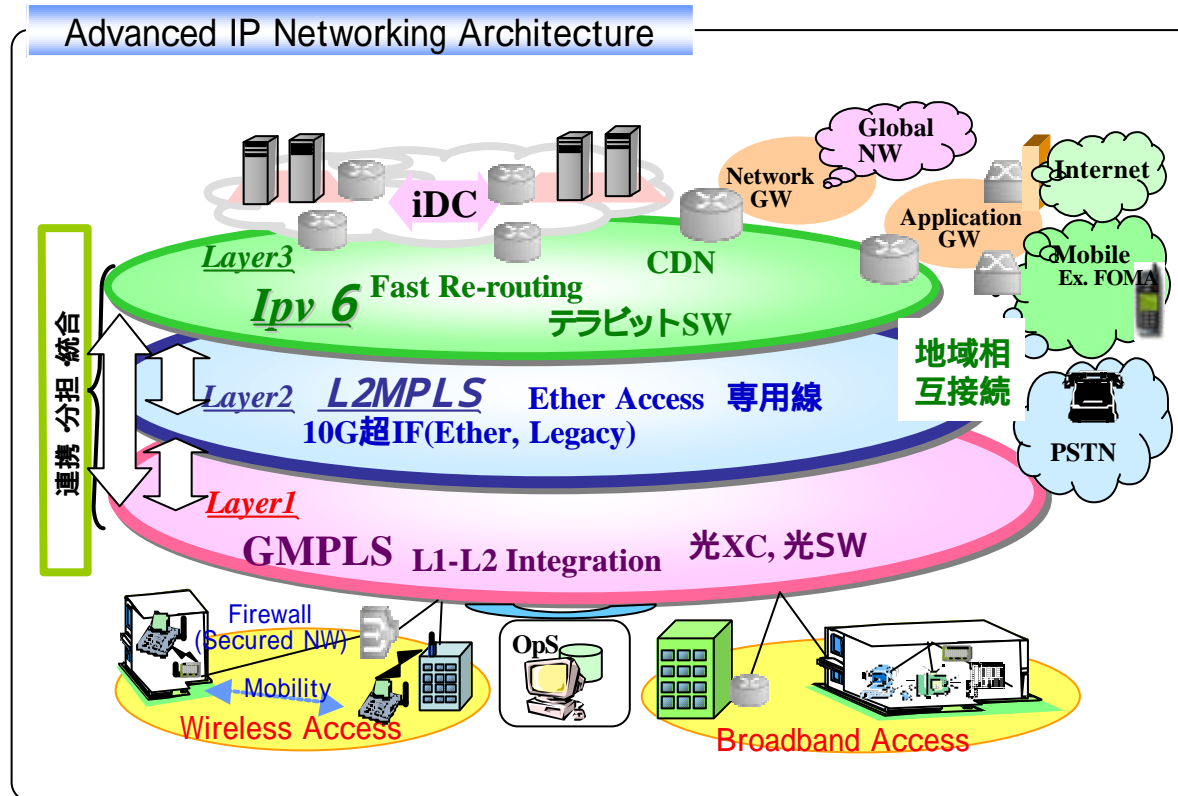 Advanced IP Networking Architecture
Global
NW
Network
GW
Internet
Application
GW
iDC
Mobile
Ex. FOMA
Layer3
CDN
Fast Re-routing
Ipv 6
テラビットSW
地域相
互接続
連携・分担・統合
Layer2
L2MPLS
Ether Access 専用線
10G超IF(Ether, Legacy)
PSTN
Layer1
GMPLS
L1-L2 Integration
光XC, 光SW
Firewall
(Secured NW)
OpS
Mobility
Wireless Access
Broadband Access